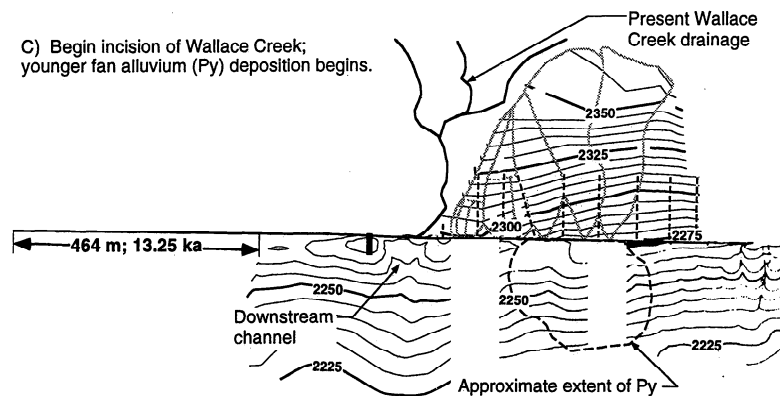 Present Wallace
Creek drainage
C) Begin incision of Wallace Creek;
younger fan alluvium (Py) deposition begins.
2350
2325
2300
2275
464 m; 13.25 ka
2250
2250
Downstream
channel
2225
2225
Approximate extent of Py